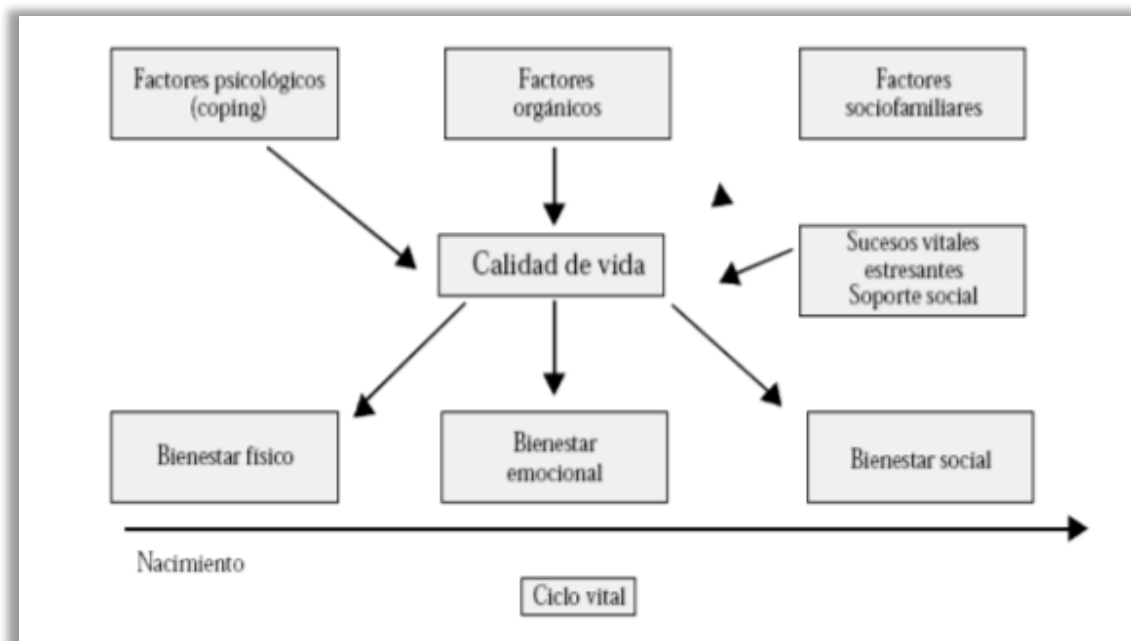 Factores psicológicos
(coping)
Factores
orgánicos
Factores
sociofamiliares
Calidad de vida
Sucesos vitales
estresantes
Soporte social
Bienestar físico
Bienestar
emocional
Bienestar social
Nacimiento
Ciclo vital